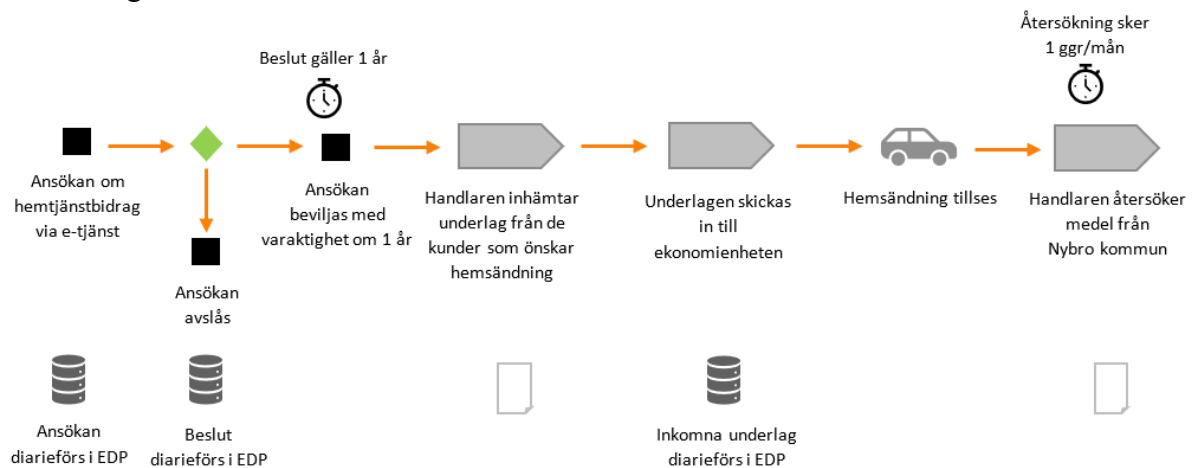 Återsökning sker
1 ggr/mån
Beslut gäller 1 år
Ansökan om
hemtjänstbidrag
via e-tjänst
Ansökan
beviljas med
varaktighet om 1 år
Handlaren inhämtar
underlag från de
kunder som önskar
hemsändning
Underlagen skickas
in till
ekonomienheten
Hemsändning tillses
Handlaren återsöker
medel från
Nybro kommun
Ansökan
avslås
Ansökan
diarieförs i EDP
Beslut
diarieförs i EDP
Inkomna underlag
diarieförs i EDP